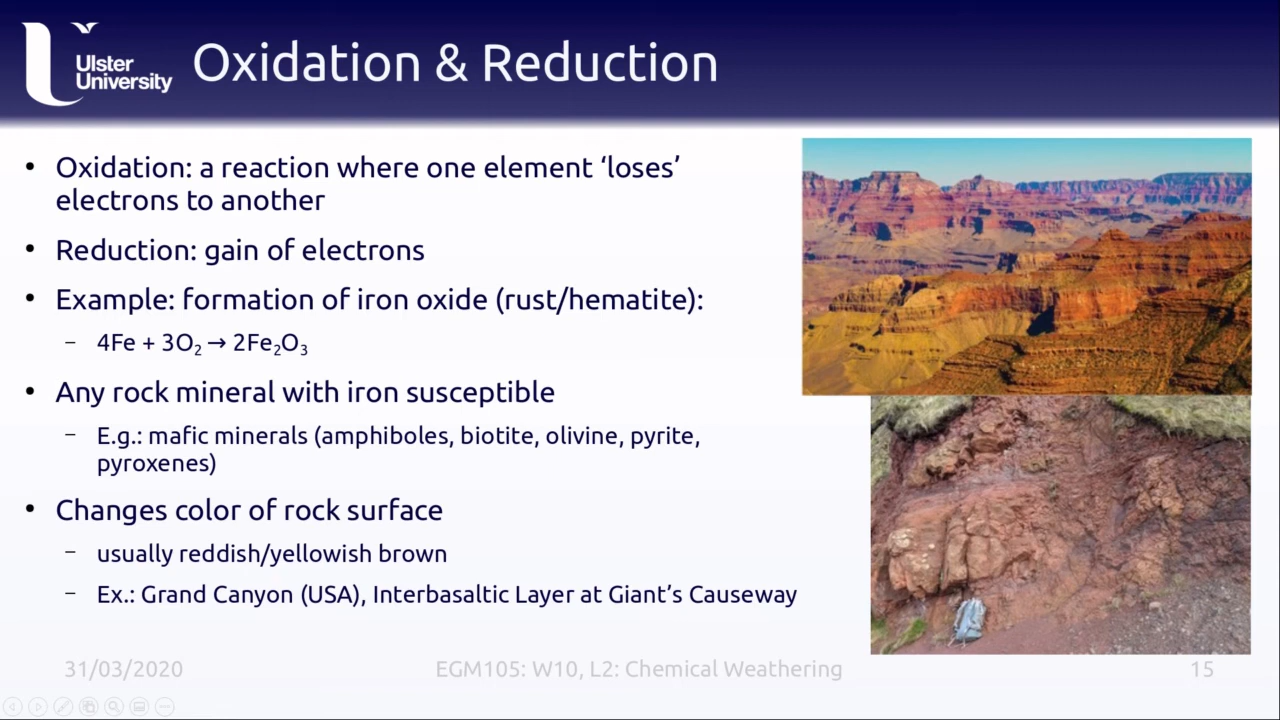 Ulster
University
Oxidation & Reduction
• Oxidation: a reaction where one element ‘loses’
electrons to another
• Reduction: gain of electrons
• Example: formation of iron oxide (rust/hematite):
– 4Fe + 3O₂ → 2Fe₂O₃
• Any rock mineral with iron susceptible
– E.g.: mafic minerals (amphiboles, biotite, olivine, pyrite,
pyroxenes)
• Changes color of rock surface
– usually reddish/yellowish brown
– Ex.: Grand Canyon (USA), Interbasaltic Layer at Giant’s Causeway
31/03/2020 EGM105: W10, L2: Chemical Weathering 15